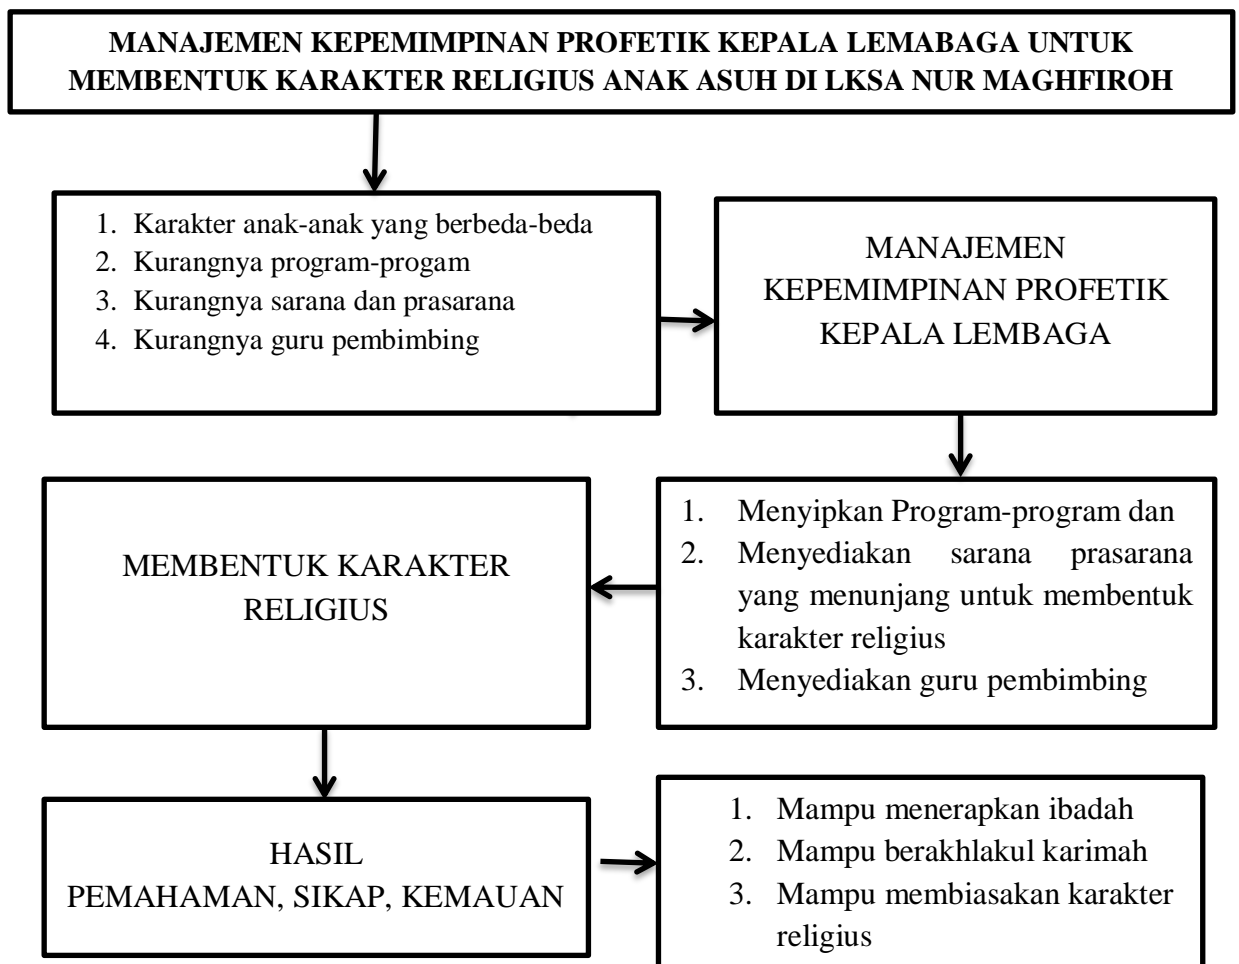 MANAJEMEN KEPEMIMPINAN PROFETIK KEPALA LEMABAGA UNTUK
MEMBENTUK KARAKTER RELIGIUS ANAK ASUH DI LKSA NUR MAGHFIROH
1. Karakter anak-anak yang berbeda-beda
2. Kurangnya program-progam
3. Kurangnya sarana dan prasarana
4. Kurangnya guru pembimbing
MANAJEMEN
KEPEMIMPINAN PROFETIK
KEPALA LEMBAGA
1. Menyipkan Program-program dan
2. Menyediakan sarana prasarana
yang menunjang untuk membentuk
karakter religius
3. Menyediakan guru pembimbing
MEMBENTUK KARAKTER
RELIGIUS
HASIL
PEMAHAMAN, SIKAP, KEMAUAN
1. Mampu menerapkan ibadah
2. Mampu berakhlakul karimah
3. Mampu membiasakan karakter
religius